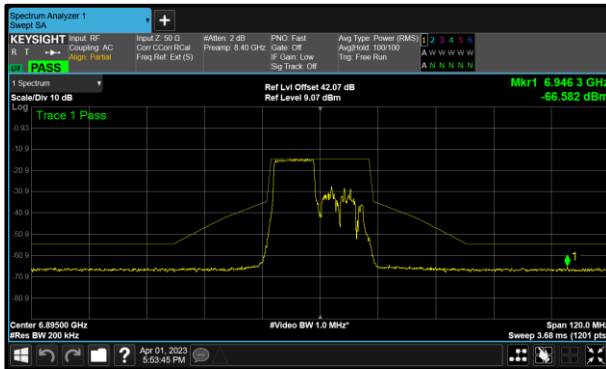 Spectrum Analyzer 1
Swept SA
+
KEYSIGHT Input: RF Input Z: 50 Ω #Atten: 2 dB PNO: Fast Avg Type: Power (RMS) 1 2 3 4 5 6
R T Coupling: AC Corr CCorr RCal Preamp: 8.40 GHz Gate: Off Avg|Hold: 100/100 A W W W W W
Align: Partial Freq Ref: Ext (S) IF Gain: Low Trig: Free Run
LV PASS Sig Track: Off A N N N N N
1 Spectrum Ref Lvl Offset 42.07 dB Mkr1 6.946 3 GHz
Scale/Div 10 dB Ref Level 9.07 dBm -66.582 dBm
Log
Trace 1 Pass
-0.93
-10.9
-20.9
-30.9
-40.9
-50.9
-60.9
1
-70.9
-80.9
Center 6.89500 GHz #Video BW 1.0 MHz* Span 120.0 MHz
#Res BW 200 kHz Sweep 3.68 ms (1201 pts)
? Apr 01, 2023
5:53:45 PM